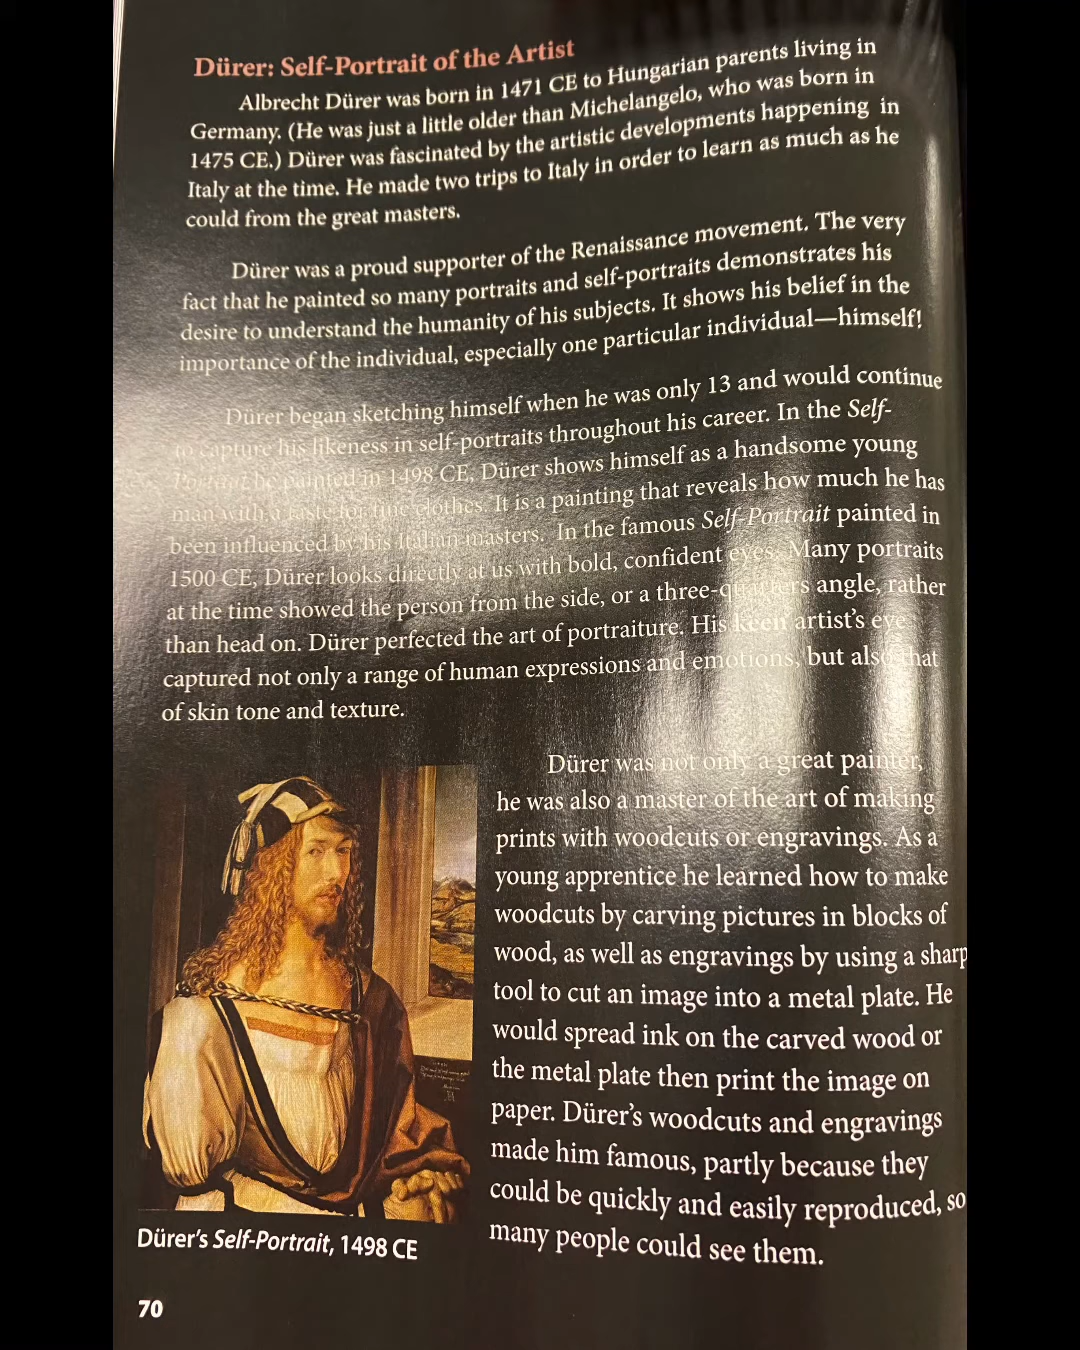 Dürer: Self-Portrait of the Artist
Albrecht Dürer was born in 1471 CE to Hungarian parents living in
Germany. (He was just a little older than Michelangelo, who was born in
1475 CE.) Dürer was fascinated by the artistic developments happening in
Italy at the time. He made two trips to Italy in order to learn as much as he
could from the great masters.
Dürer was a proud supporter of the Renaissance movement. The very
fact that he painted so many portraits and self-portraits demonstrates his
desire to understand the humanity of his subjects. It shows his belief in the
importance of the individual, especially one particular individual—himself!
Dürer began sketching himself when he was only 13 and would continue
to capture his likeness in self-portraits throughout his career. In the Self-
Portrait he painted in 1498 CE, Dürer shows himself as a handsome young
man with a taste for fine clothes. It is a painting that reveals how much he has
been influenced by his Italian masters. In the famous Self-Portrait painted in
1500 CE, Dürer looks directly at us with bold, confident eyes. Many portraits
at the time showed the person from the side, or a three-quarters angle, rather
than head on. Dürer perfected the art of portraiture. His keen artist's eye
captured not only a range of human expressions and emotions, but also that
of skin tone and texture.
Dürer was not only a great painter,
he was also a master of the art of making
prints with woodcuts or engravings. As a
young apprentice he learned how to make
woodcuts by carving pictures in blocks of
wood, as well as engravings by using a sharp
tool to cut an image into a metal plate. He
would spread ink on the carved wood or
the metal plate then print the image on
paper. Dürer's woodcuts and engravings
made him famous, partly because they
could be quickly and easily reproduced, so
many people could see them.
Dürer's Self-Portrait, 1498 CE
70